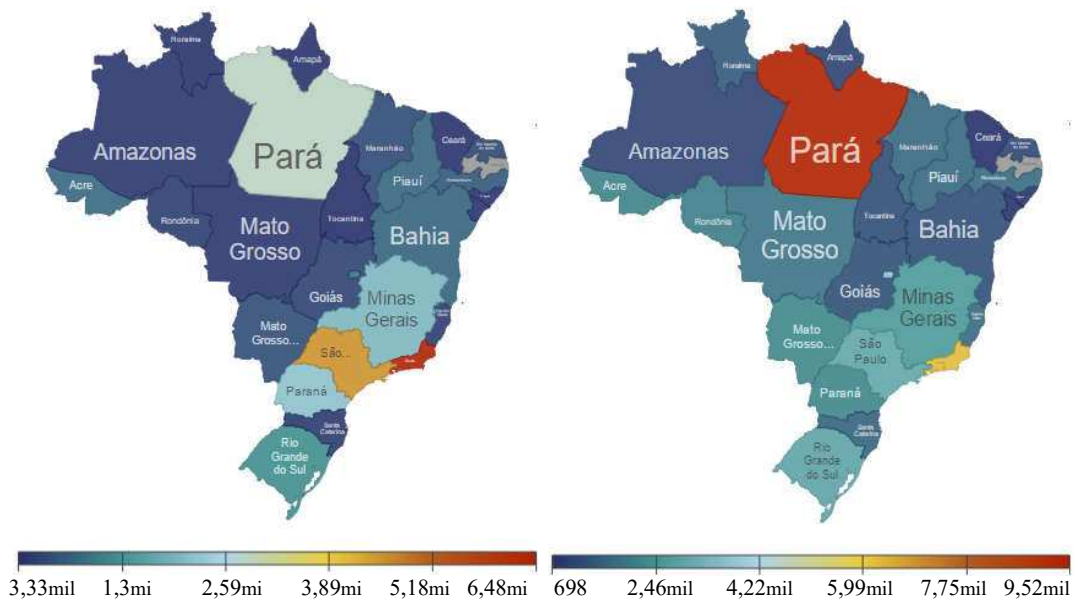 Roraima
Amapá
Amazonas
Pará
Maranhão
Ceará
Piauí
Acre
Rondônia
Tocantins
Mato
Grosso
Bahia
Goiás
Minas
Gerais
Mato
Grosso...
São...
Paraná
Santa
Catarina
Rio
Grande
do Sul
3,33mil
1,3mi
2,59mi
3,89mi
5,18mi
6,48mi
Roraima
Amapá
Amazonas
Pará
Maranhão
Ceará
Piauí
Acre
Rondônia
Tocantins
Mato
Grosso
Bahia
Goiás
Minas
Gerais
Mato
Grosso...
São
Paulo
Paraná
Santa
Catarina
Rio
Grande
do Sul
698
2,46mil
4,22mil
5,99mil
7,75mil
9,52mil